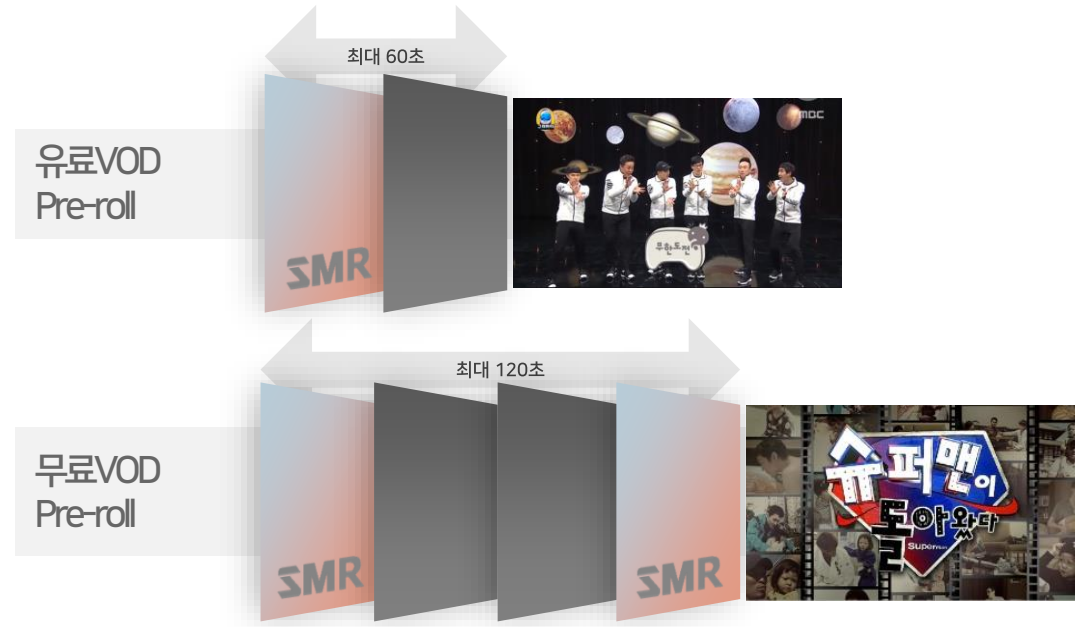 최대 60초
유료VOD
Pre-roll
SMR
MBC
무한도전
최대 120초
무료VOD
Pre-roll
SMR
SMR
슈퍼맨이
돌아왔다